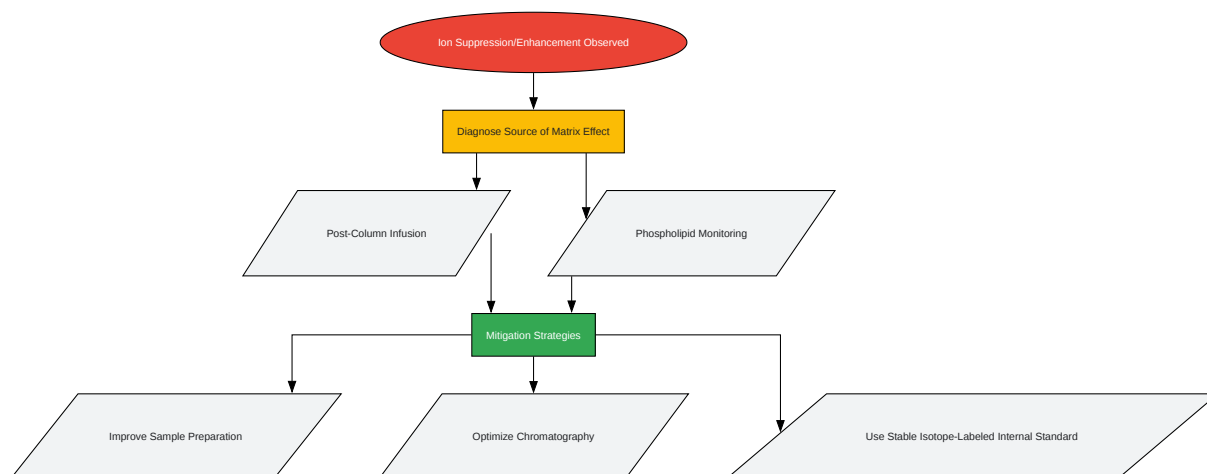 Ion Suppression/Enhancement Observed
Diagnose Source of Matrix Effect
Post-Column Infusion
Phospholipid Monitoring
Mitigation Strategies
Improve Sample Preparation
Optimize Chromatography
Use Stable Isotope-Labeled Internal Standard